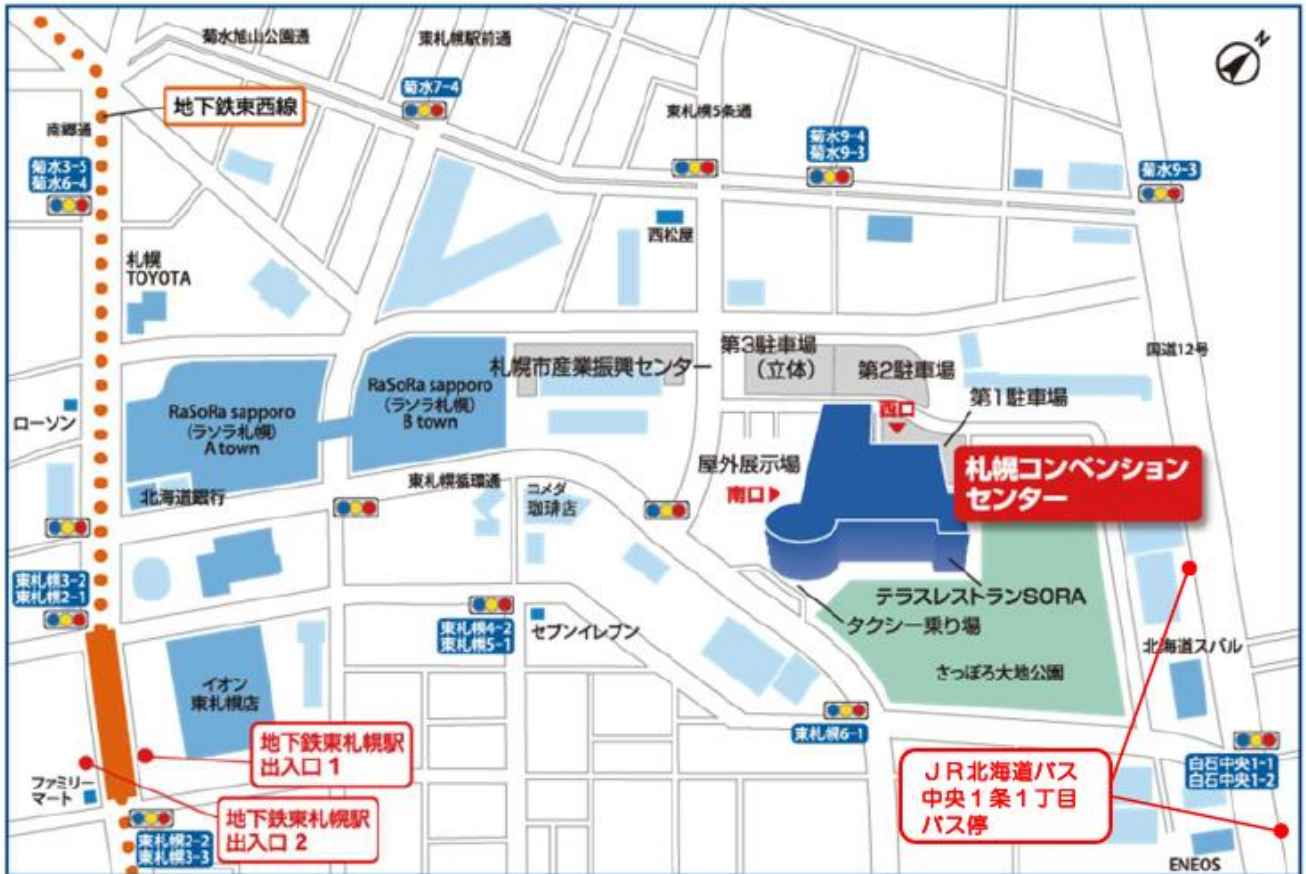 菊水旭山公園通
東札幌駅前通
N
地下鉄東西線
菊水7-4
東札幌5条通
南郷通
菊水9-4
菊水9-3
菊水3-5
菊水6-4
菊水9-3
西松屋
札幌
TOYOTA
札幌市産業振興センター
第3駐車場
(立体)
第2駐車場
国道12号
RaSoRa sapporo
(ラソラ札幌)
B town
第1駐車場
RaSoRa sapporo
(ラソラ札幌)
A town
西口
ローソン
屋外展示場
札幌コンベンション
センター
南口
東札幌循環通
コメダ
珈琲店
北海道銀行
東札幌3-2
東札幌2-1
テラスレストランSORA
東札幌4-2
東札幌5-1
セブンイレブン
タクシー乗り場
北海道スバル
さっぽろ大地公園
イオン
東札幌店
東札幌6-1
地下鉄東札幌駅
出入口 1
白石中央1-1
白石中央1-2
JR北海道バス
中央1条1丁目
バス停
ファミリー
マート
地下鉄東札幌駅
出入口 2
東札幌2-2
東札幌3-3
ENEOS